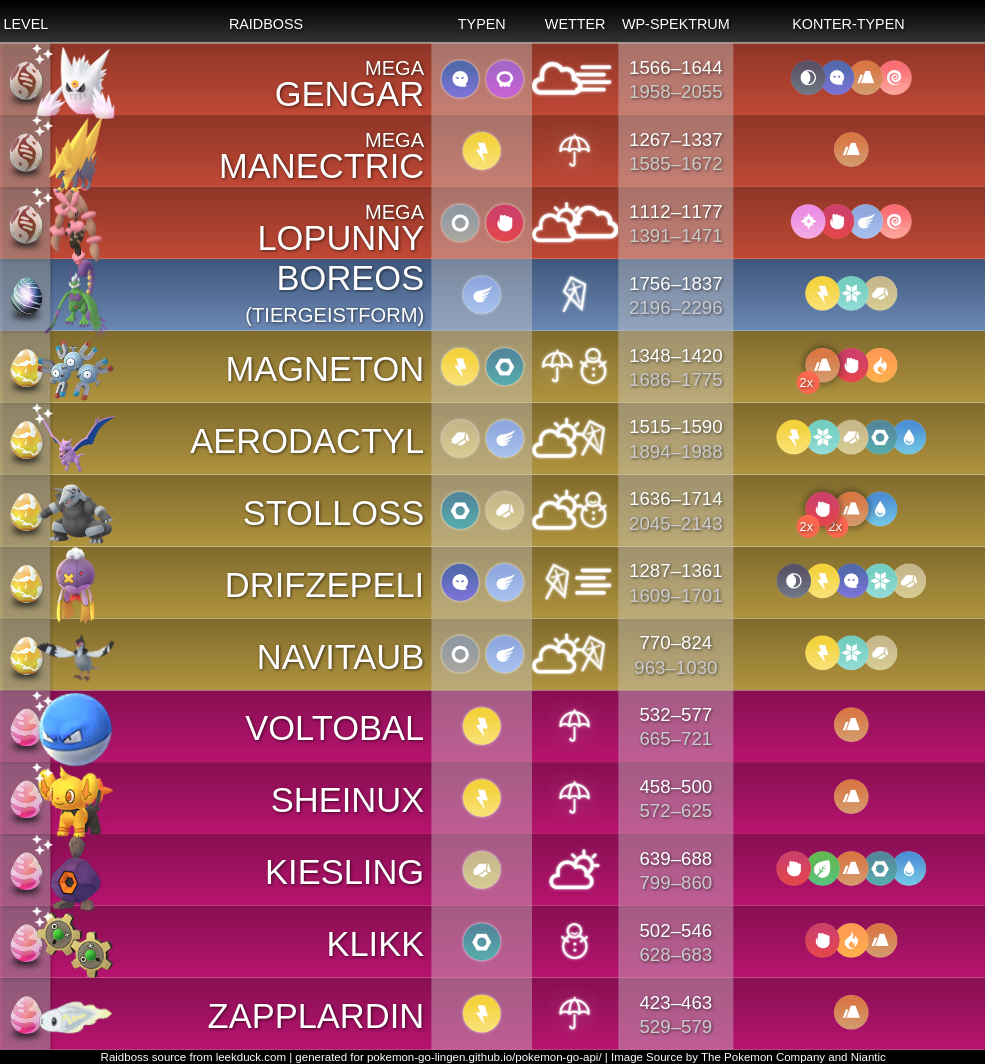 LEVEL RAIDBOSS TYPEN WETTER WP-SPEKTRUM KONTER-TYPEN
MEGA
GENGAR
1566–1644
1958–2055
MEGA
MANECTRIC
1267–1337
1585–1672
MEGA
LOPUNNY
1112–1177
1391–1471
BOREOS
(TIERGEISTFORM)
1756–1837
2196–2296
MAGNETON
1348–1420
1686–1775
2x
AERODACTYL
1515–1590
1894–1988
STOLLOSS
1636–1714
2045–2143
2x 2x
DRIFZEPELI
1287–1361
1609–1701
NAVITAUB
770–824
963–1030
VOLTOBAL
532–577
665–721
SHEINUX
458–500
572–625
KIESLING
639–688
799–860
KLIKK
502–546
628–683
ZAPPLARDIN
423–463
529–579
Raidboss source from leekduck.com | generated for pokemon-go-lingen.github.io/pokemon-go-api/ | Image Source by The Pokemon Company and Niantic